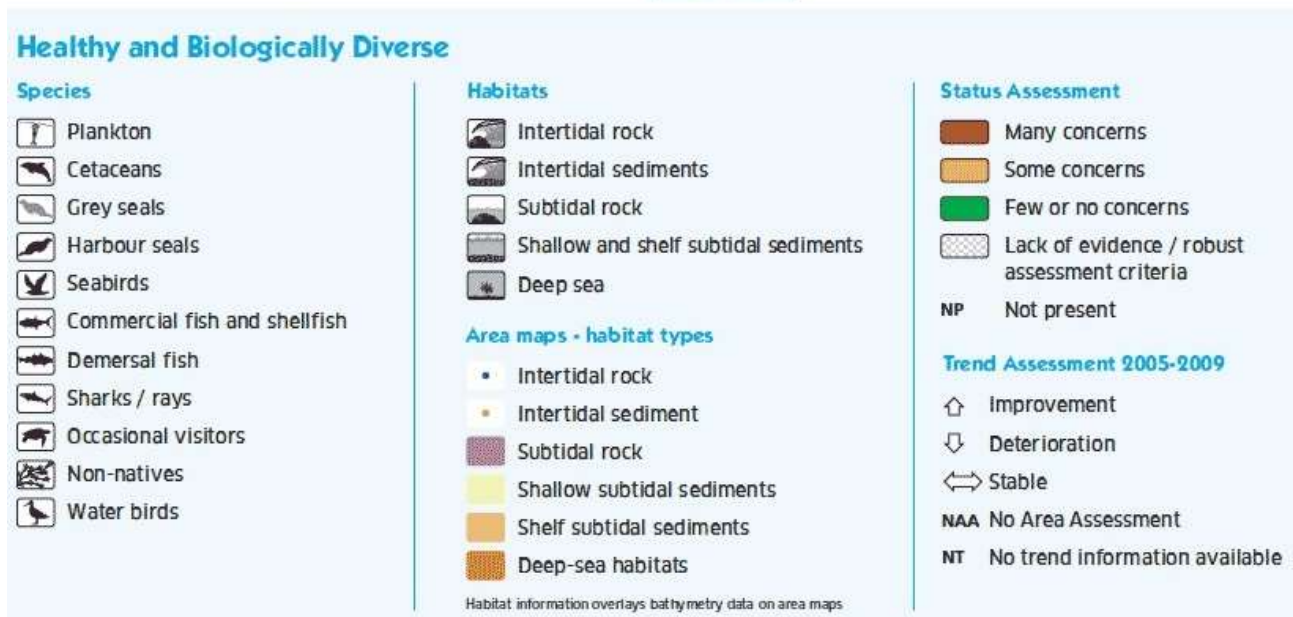 Healthy and Biologically Diverse
Species
Plankton
Cetaceans
Grey seals
Harbour seals
Seabirds
Commercial fish and shellfish
Demersal fish
Sharks / rays
Occasional visitors
Non-natives
Water birds
Habitats
Intertidal rock
Intertidal sediments
Subtidal rock
Shallow and shelf subtidal sediments
Deep sea
Area maps - habitat types
Intertidal rock
Intertidal sediment
Subtidal rock
Shallow subtidal sediments
Shelf subtidal sediments
Deep-sea habitats
Habitat information overlays bathymetry data on area maps
Status Assessment
Many concerns
Some concerns
Few or no concerns
Lack of evidence / robust
assessment criteria
NP Not present
Trend Assessment 2005-2009
Improvement
Deterioration
Stable
NAA No Area Assessment
NT No trend information available